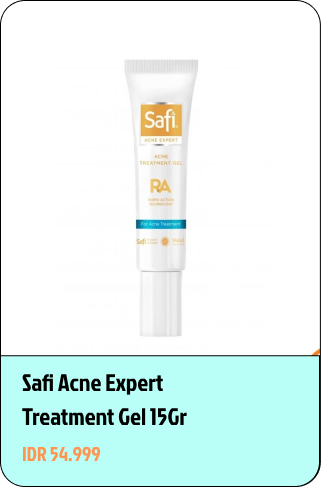 Safi
ACNE EXPERT
ACNE
TREATMENT GEL
RA
For Acne Treatment
Safi
Safi Acne Expert
Treatment Gel 15Gr
IDR 54.999